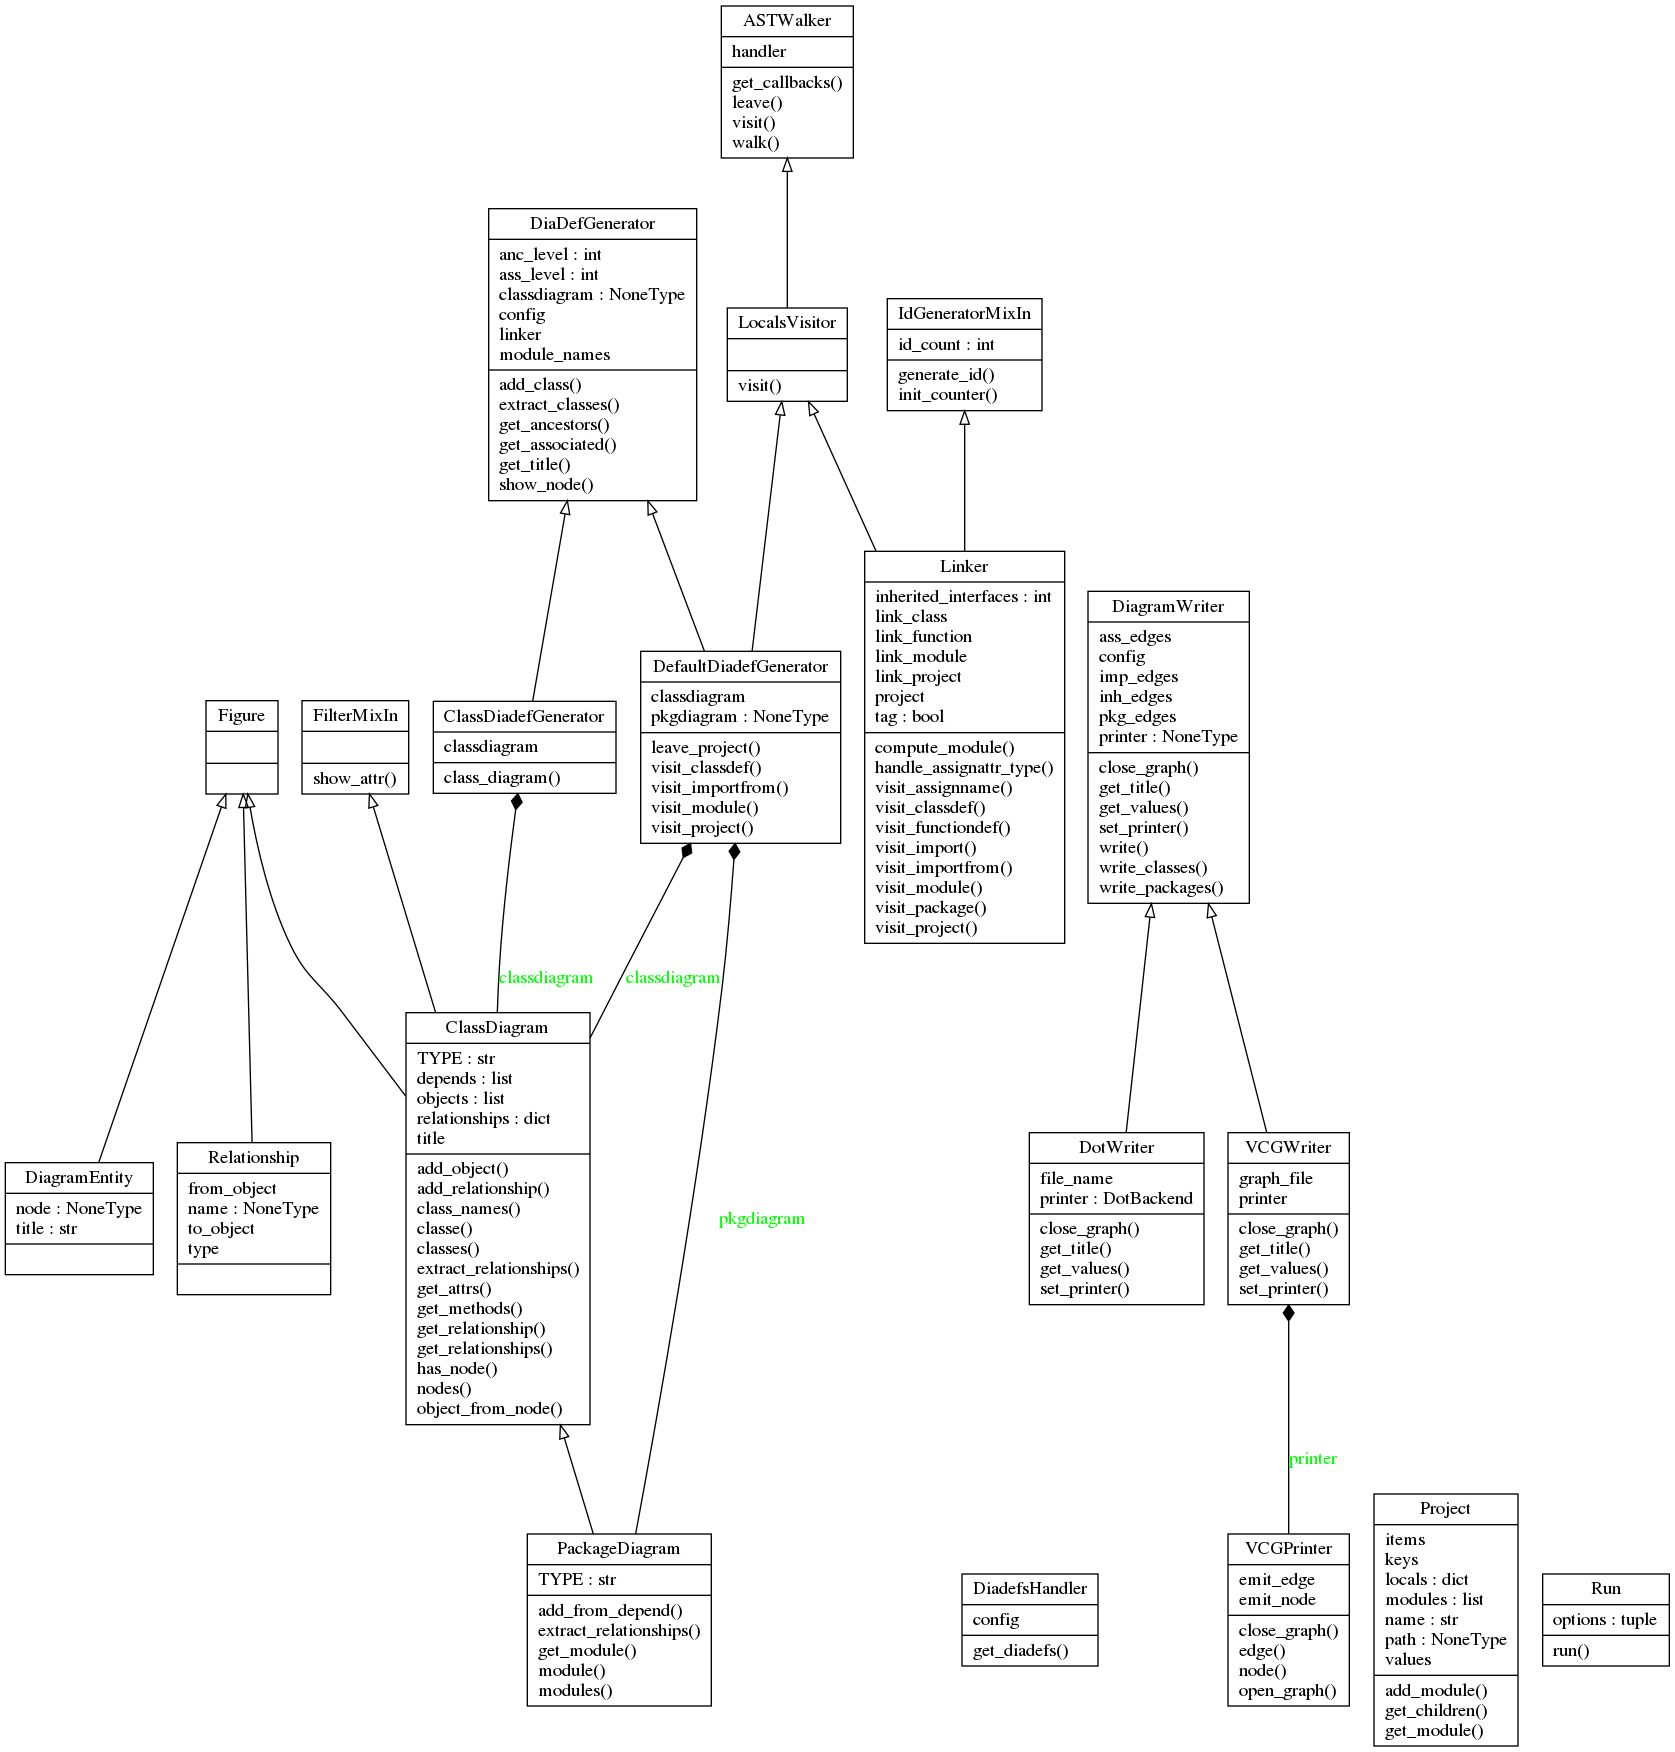 ASTWalker
handler
get_callbacks()
leave()
visit()
walk()
DiaDefGenerator
anc_level : int
ass_level : int
classdiagram : NoneType
config
linker
module_names
add_class()
extract_classes()
get_ancestors()
get_associated()
get_title()
show_node()
LocalsVisitor
visit()
IdGeneratorMixIn
id_count : int
generate_id()
init_counter()
Linker
inherited_interfaces : int
link_class
link_function
link_module
link_project
project
tag : bool
compute_module()
handle_assignattr_type()
visit_assignname()
visit_classdef()
visit_functiondef()
visit_import()
visit_importfrom()
visit_module()
visit_package()
visit_project()
DiagramWriter
ass_edges
config
imp_edges
inh_edges
pkg_edges
printer : NoneType
close_graph()
get_title()
get_values()
set_printer()
write()
write_classes()
write_packages()
Figure
FilterMixIn
show_attr()
ClassDiadefGenerator
classdiagram
class_diagram()
DefaultDiadefGenerator
classdiagram
pkgdiagram : NoneType
leave_project()
visit_classdef()
visit_importfrom()
visit_module()
visit_project()
classdiagram
classdiagram
ClassDiagram
TYPE : str
depends : list
objects : list
relationships : dict
title
add_object()
add_relationship()
class_names()
classe()
classes()
extract_relationships()
get_attrs()
get_methods()
get_relationship()
get_relationships()
has_node()
nodes()
object_from_node()
DiagramEntity
node : NoneType
title : str
Relationship
from_object
name : NoneType
to_object
type
pkgdiagram
DotWriter
file_name
printer : DotBackend
close_graph()
get_title()
get_values()
set_printer()
VCGWriter
graph_file
printer
close_graph()
get_title()
get_values()
set_printer()
printer
PackageDiagram
TYPE : str
add_from_depend()
extract_relationships()
get_module()
module()
modules()
DiadefsHandler
config
get_diadefs()
VCGPrinter
emit_edge
emit_node
close_graph()
edge()
node()
open_graph()
Project
items
keys
locals : dict
modules : list
name : str
path : NoneType
values
add_module()
get_children()
get_module()
Run
options : tuple
run()